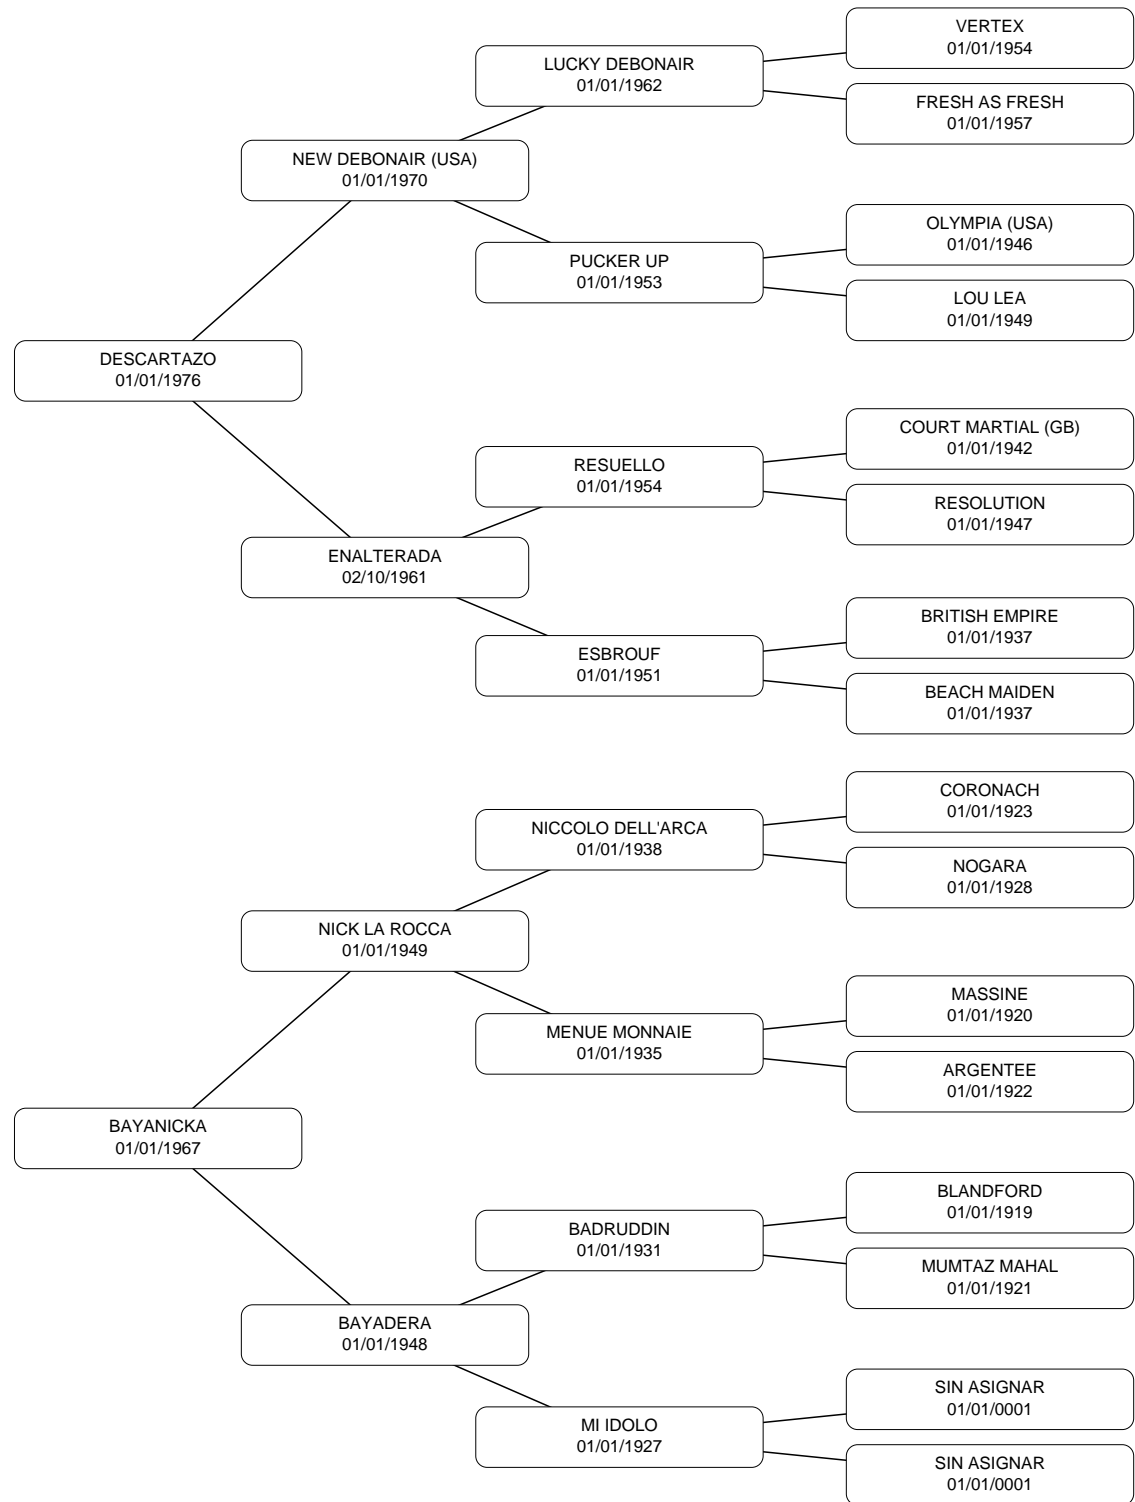 VERTEX
01/01/1954
LUCKY DEBONAIR
01/01/1962
FRESH AS FRESH
01/01/1957
NEW DEBONAIR (USA)
01/01/1970
OLYMPIA (USA)
01/01/1946
PUCKER UP
01/01/1953
LOU LEA
01/01/1949
DESCARTAZO
01/01/1976
COURT MARTIAL (GB)
01/01/1942
RESUELLO
01/01/1954
RESOLUTION
01/01/1947
ENALTERADA
02/10/1961
BRITISH EMPIRE
01/01/1937
ESBROUF
01/01/1951
BEACH MAIDEN
01/01/1937
CORONACH
01/01/1923
NICCOLO DELL'ARCA
01/01/1938
NOGARA
01/01/1928
NICK LA ROCCA
01/01/1949
MASSINE
01/01/1920
MENUE MONNAIE
01/01/1935
ARGENTEE
01/01/1922
BAYANICKA
01/01/1967
BLANDFORD
01/01/1919
BADRUDDIN
01/01/1931
MUMTAZ MAHAL
01/01/1921
BAYADERA
01/01/1948
SIN ASIGNAR
01/01/0001
MI IDOLO
01/01/1927
SIN ASIGNAR
01/01/0001